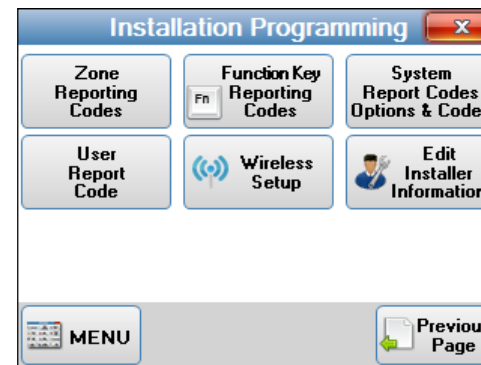 Installation Programming
x
Zone
Reporting
Codes
Fn
Function Key
Reporting
Codes
System
Report Codes
Options & Code
User
Report
Code
Wireless
Setup
Edit
Installer
Information
MENU
Previou
Page